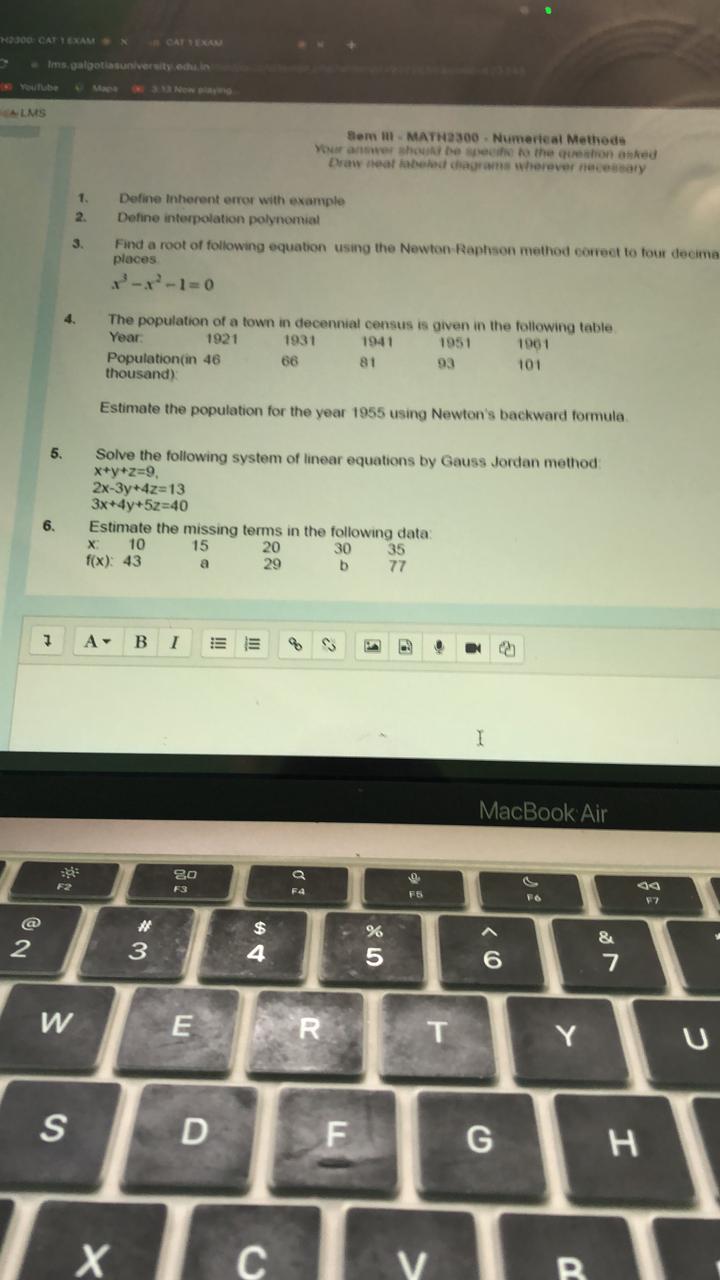 H2300: CAT 1 EXAM
CAT 1 EXAM
lms.galgotiasuniversity.edu.in
YouTube Maps 3:13 Now playing...
LMS
Sem III - MATH2300 - Numerical Methods
Your answer should be specific to the question asked
Draw neat labeled diagrams wherever necessary
1. Define Inherent error with example
2. Define interpolation polynomial
3. Find a root of following equation using the Newton-Raphson method correct to four decima
places.
x³ – x² – 1 = 0
4. The population of a town in decennial census is given in the following table.
Year: 1921 1931 1941 1951 1961
Population(in 46 66 81 93 101
thousand):
Estimate the population for the year 1955 using Newton's backward formula.
5. Solve the following system of linear equations by Gauss Jordan method:
x+y+z=9,
2x-3y+4z=13
3x+4y+5z=40
6. Estimate the missing terms in the following data:
x: 10 15 20 30 35
f(x): 43 a 29 b 77
A B I
MacBook Air
F2 F3 F4 F5 F6 F7
@ # $ % ^ &
2 3 4 5 6 7
W E R T Y U
S D F G H
X C V B